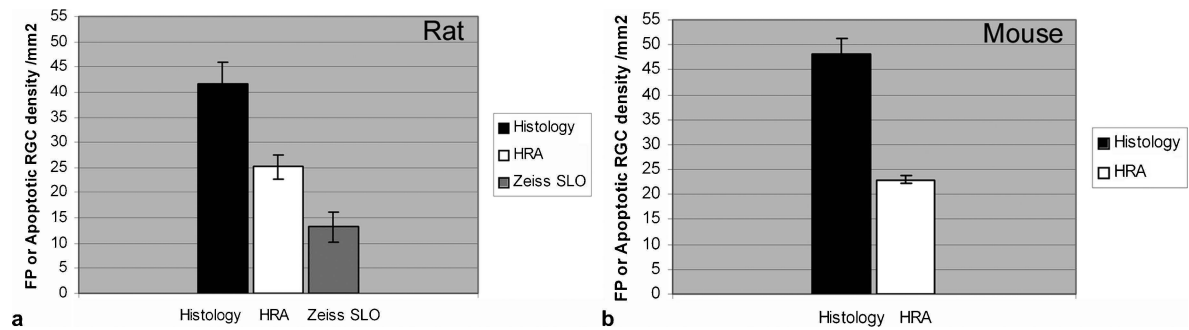 Rat
FP or Apoptotic RGC density /mm2
55
50
45
40
35
30
25
20
15
10
5
0
Histology HRA Zeiss SLO
Histology
HRA
Zeiss SLO
a
Mouse
FP or Apoptotic RGC density /mm2
55
50
45
40
35
30
25
20
15
10
5
0
Histology HRA
Histology
HRA
b